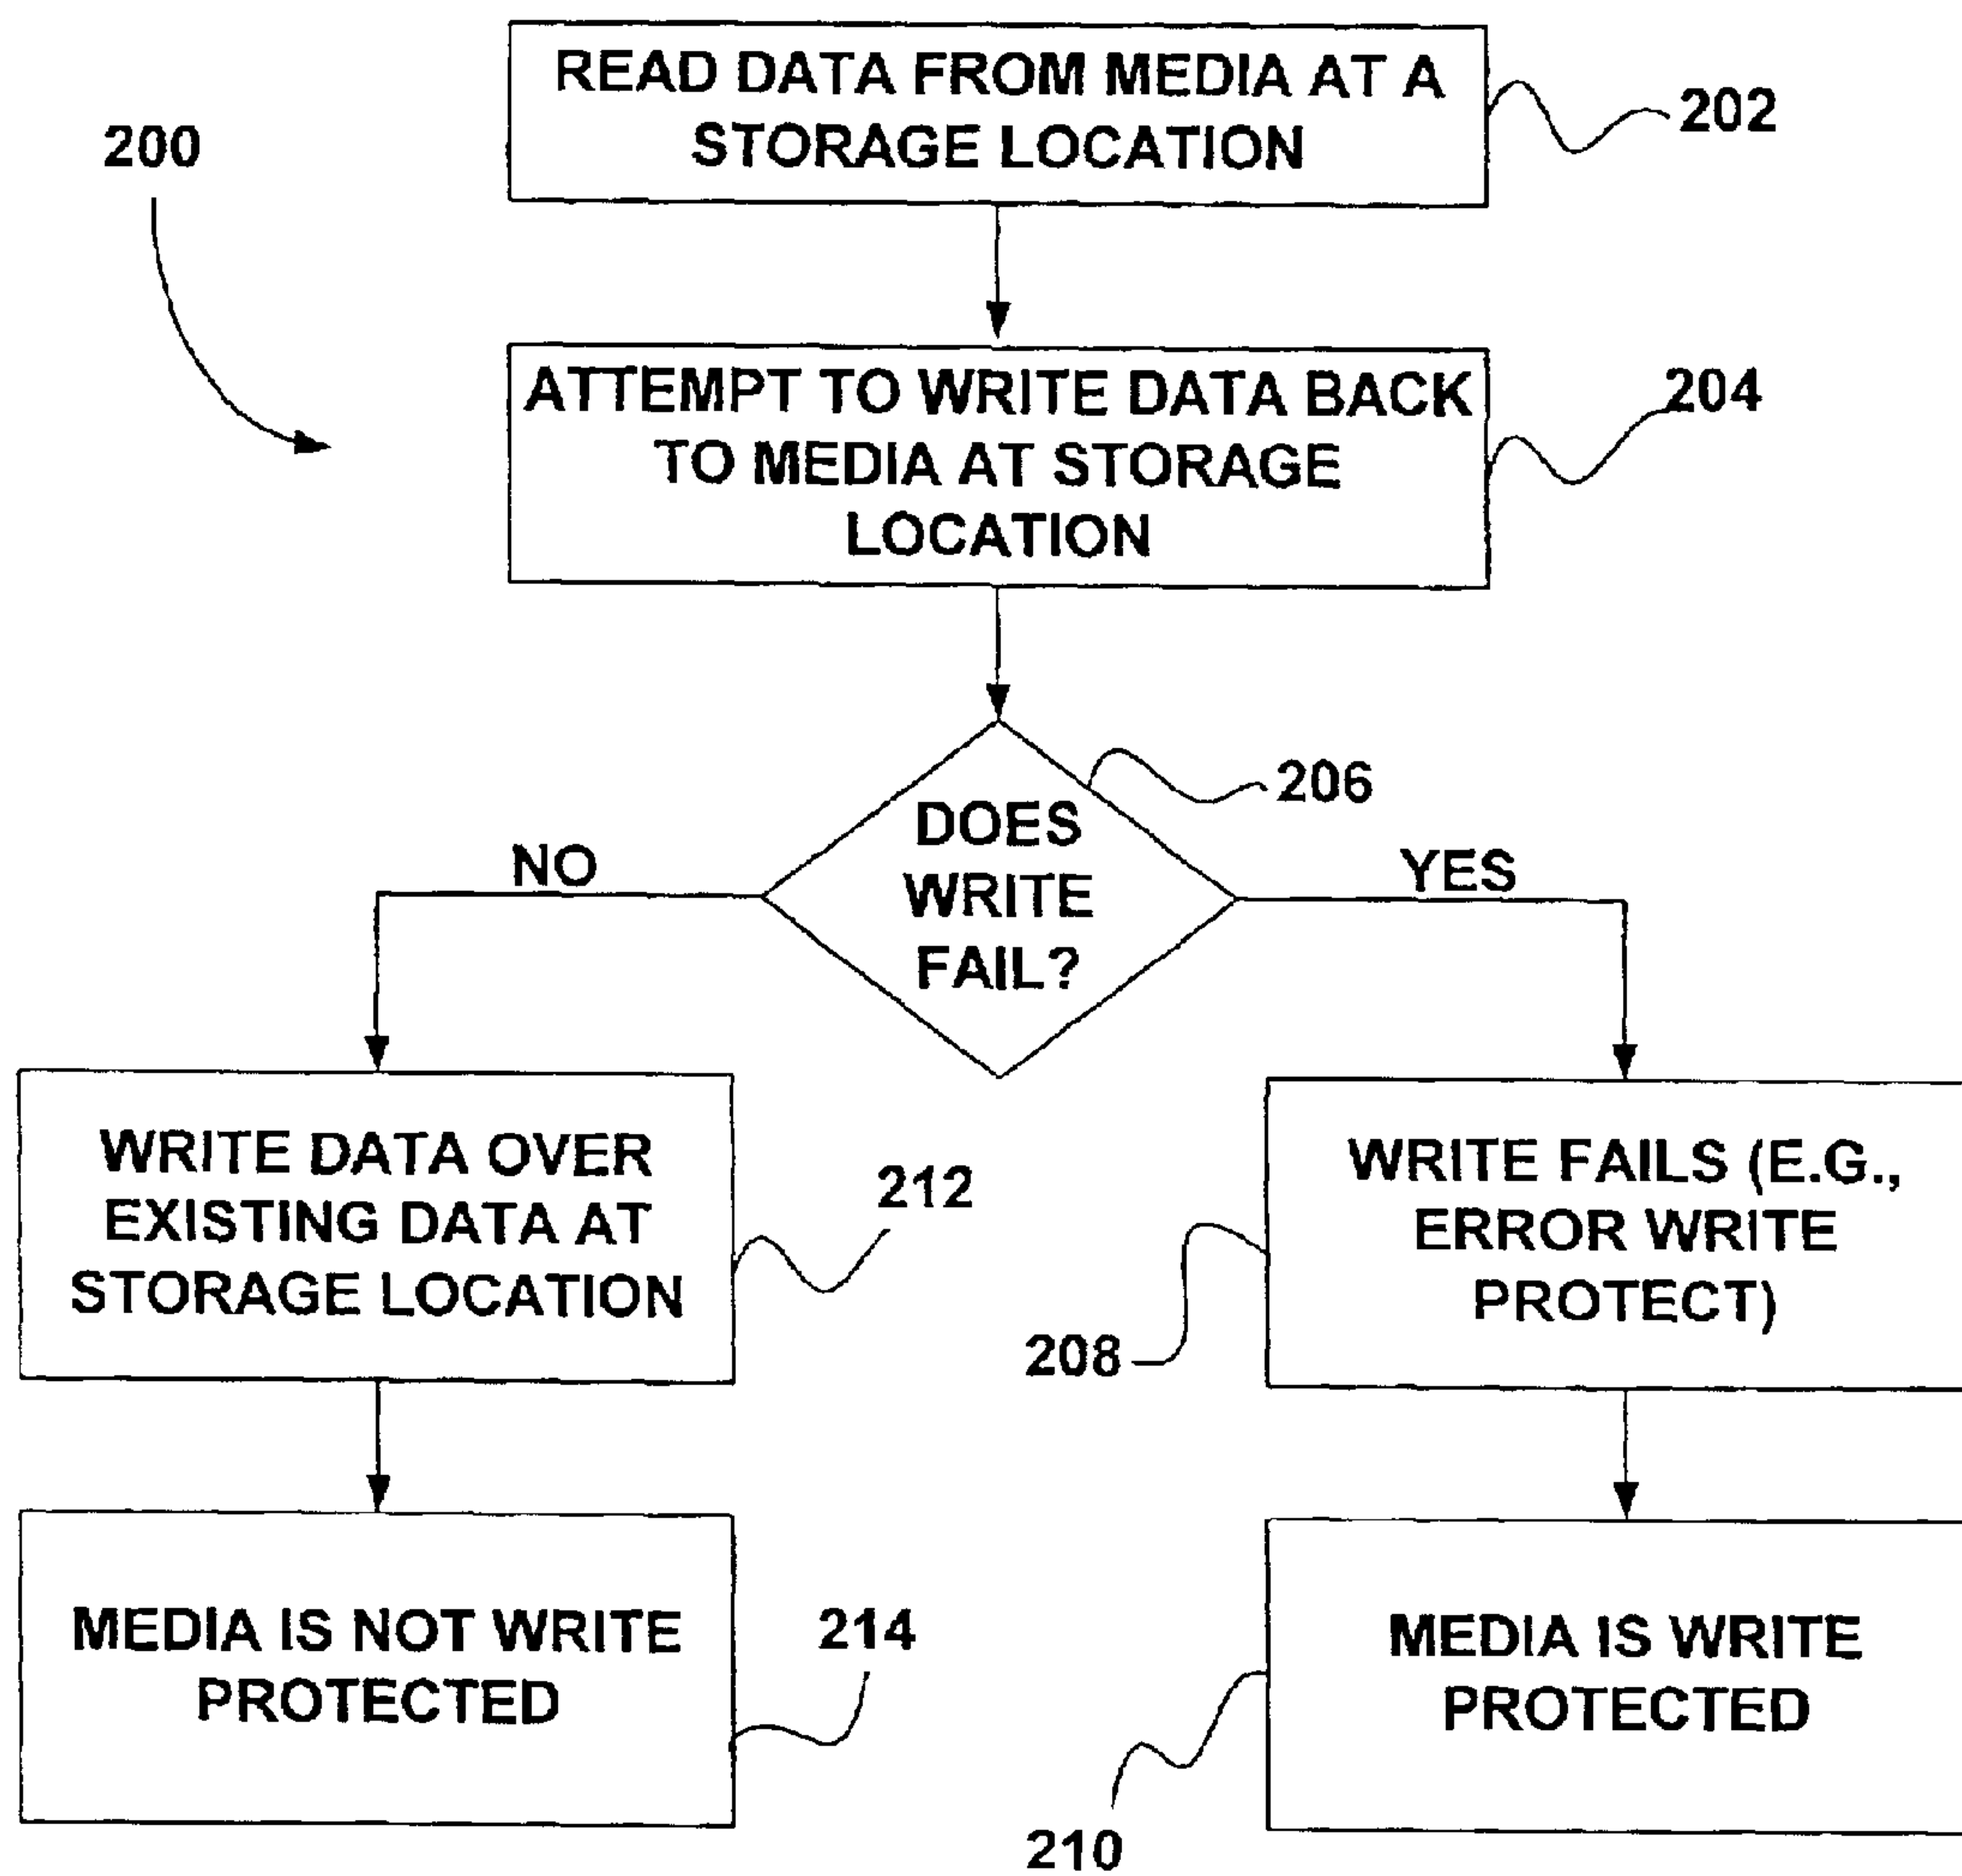 READ DATA FROM MEDIA AT A
STORAGE LOCATION
202
200
ATTEMPT TO WRITE DATA BACK
TO MEDIA AT STORAGE
LOCATION
204
206
DOES
WRITE
FAIL?
NO
YES
WRITE DATA OVER
EXISTING DATA AT
STORAGE LOCATION
212
WRITE FAILS (E.G.,
ERROR WRITE
PROTECT)
208
MEDIA IS NOT WRITE
PROTECTED
214
MEDIA IS WRITE
PROTECTED
210